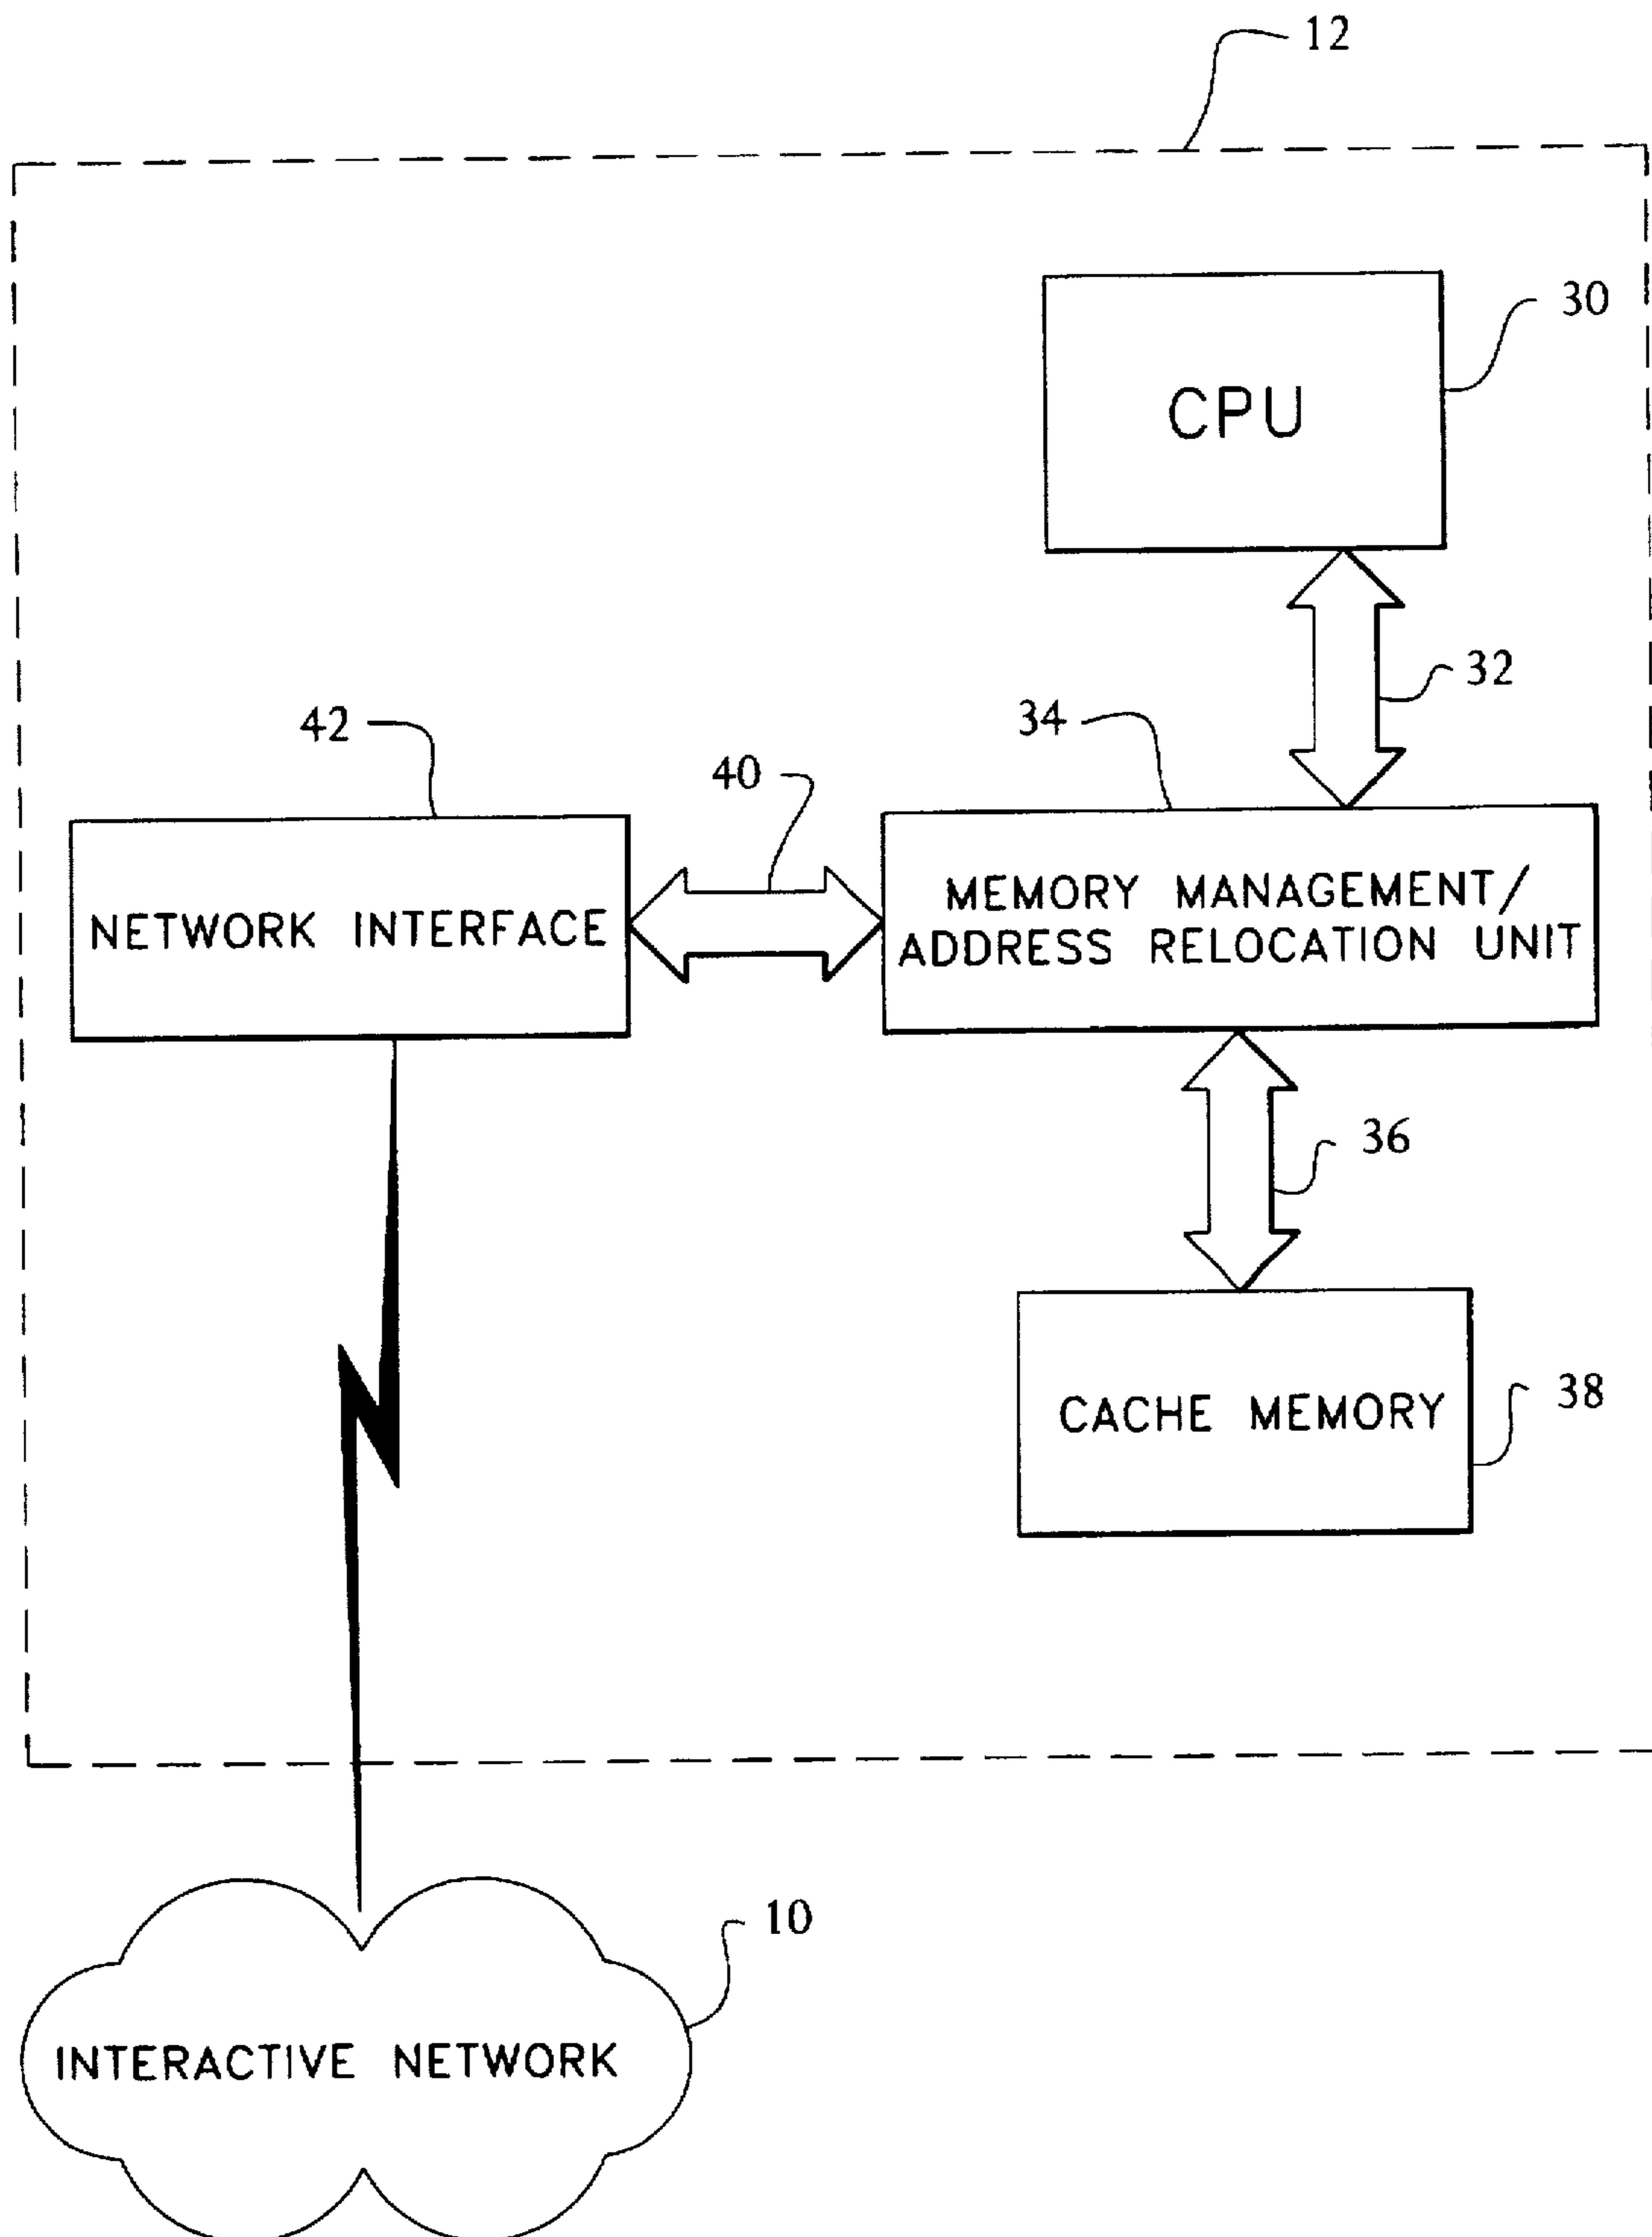 12
30
CPU
32
42
34
40
NETWORK INTERFACE
MEMORY MANAGEMENT/
ADDRESS RELOCATION UNIT
36
38
CACHE MEMORY
10
INTERACTIVE NETWORK